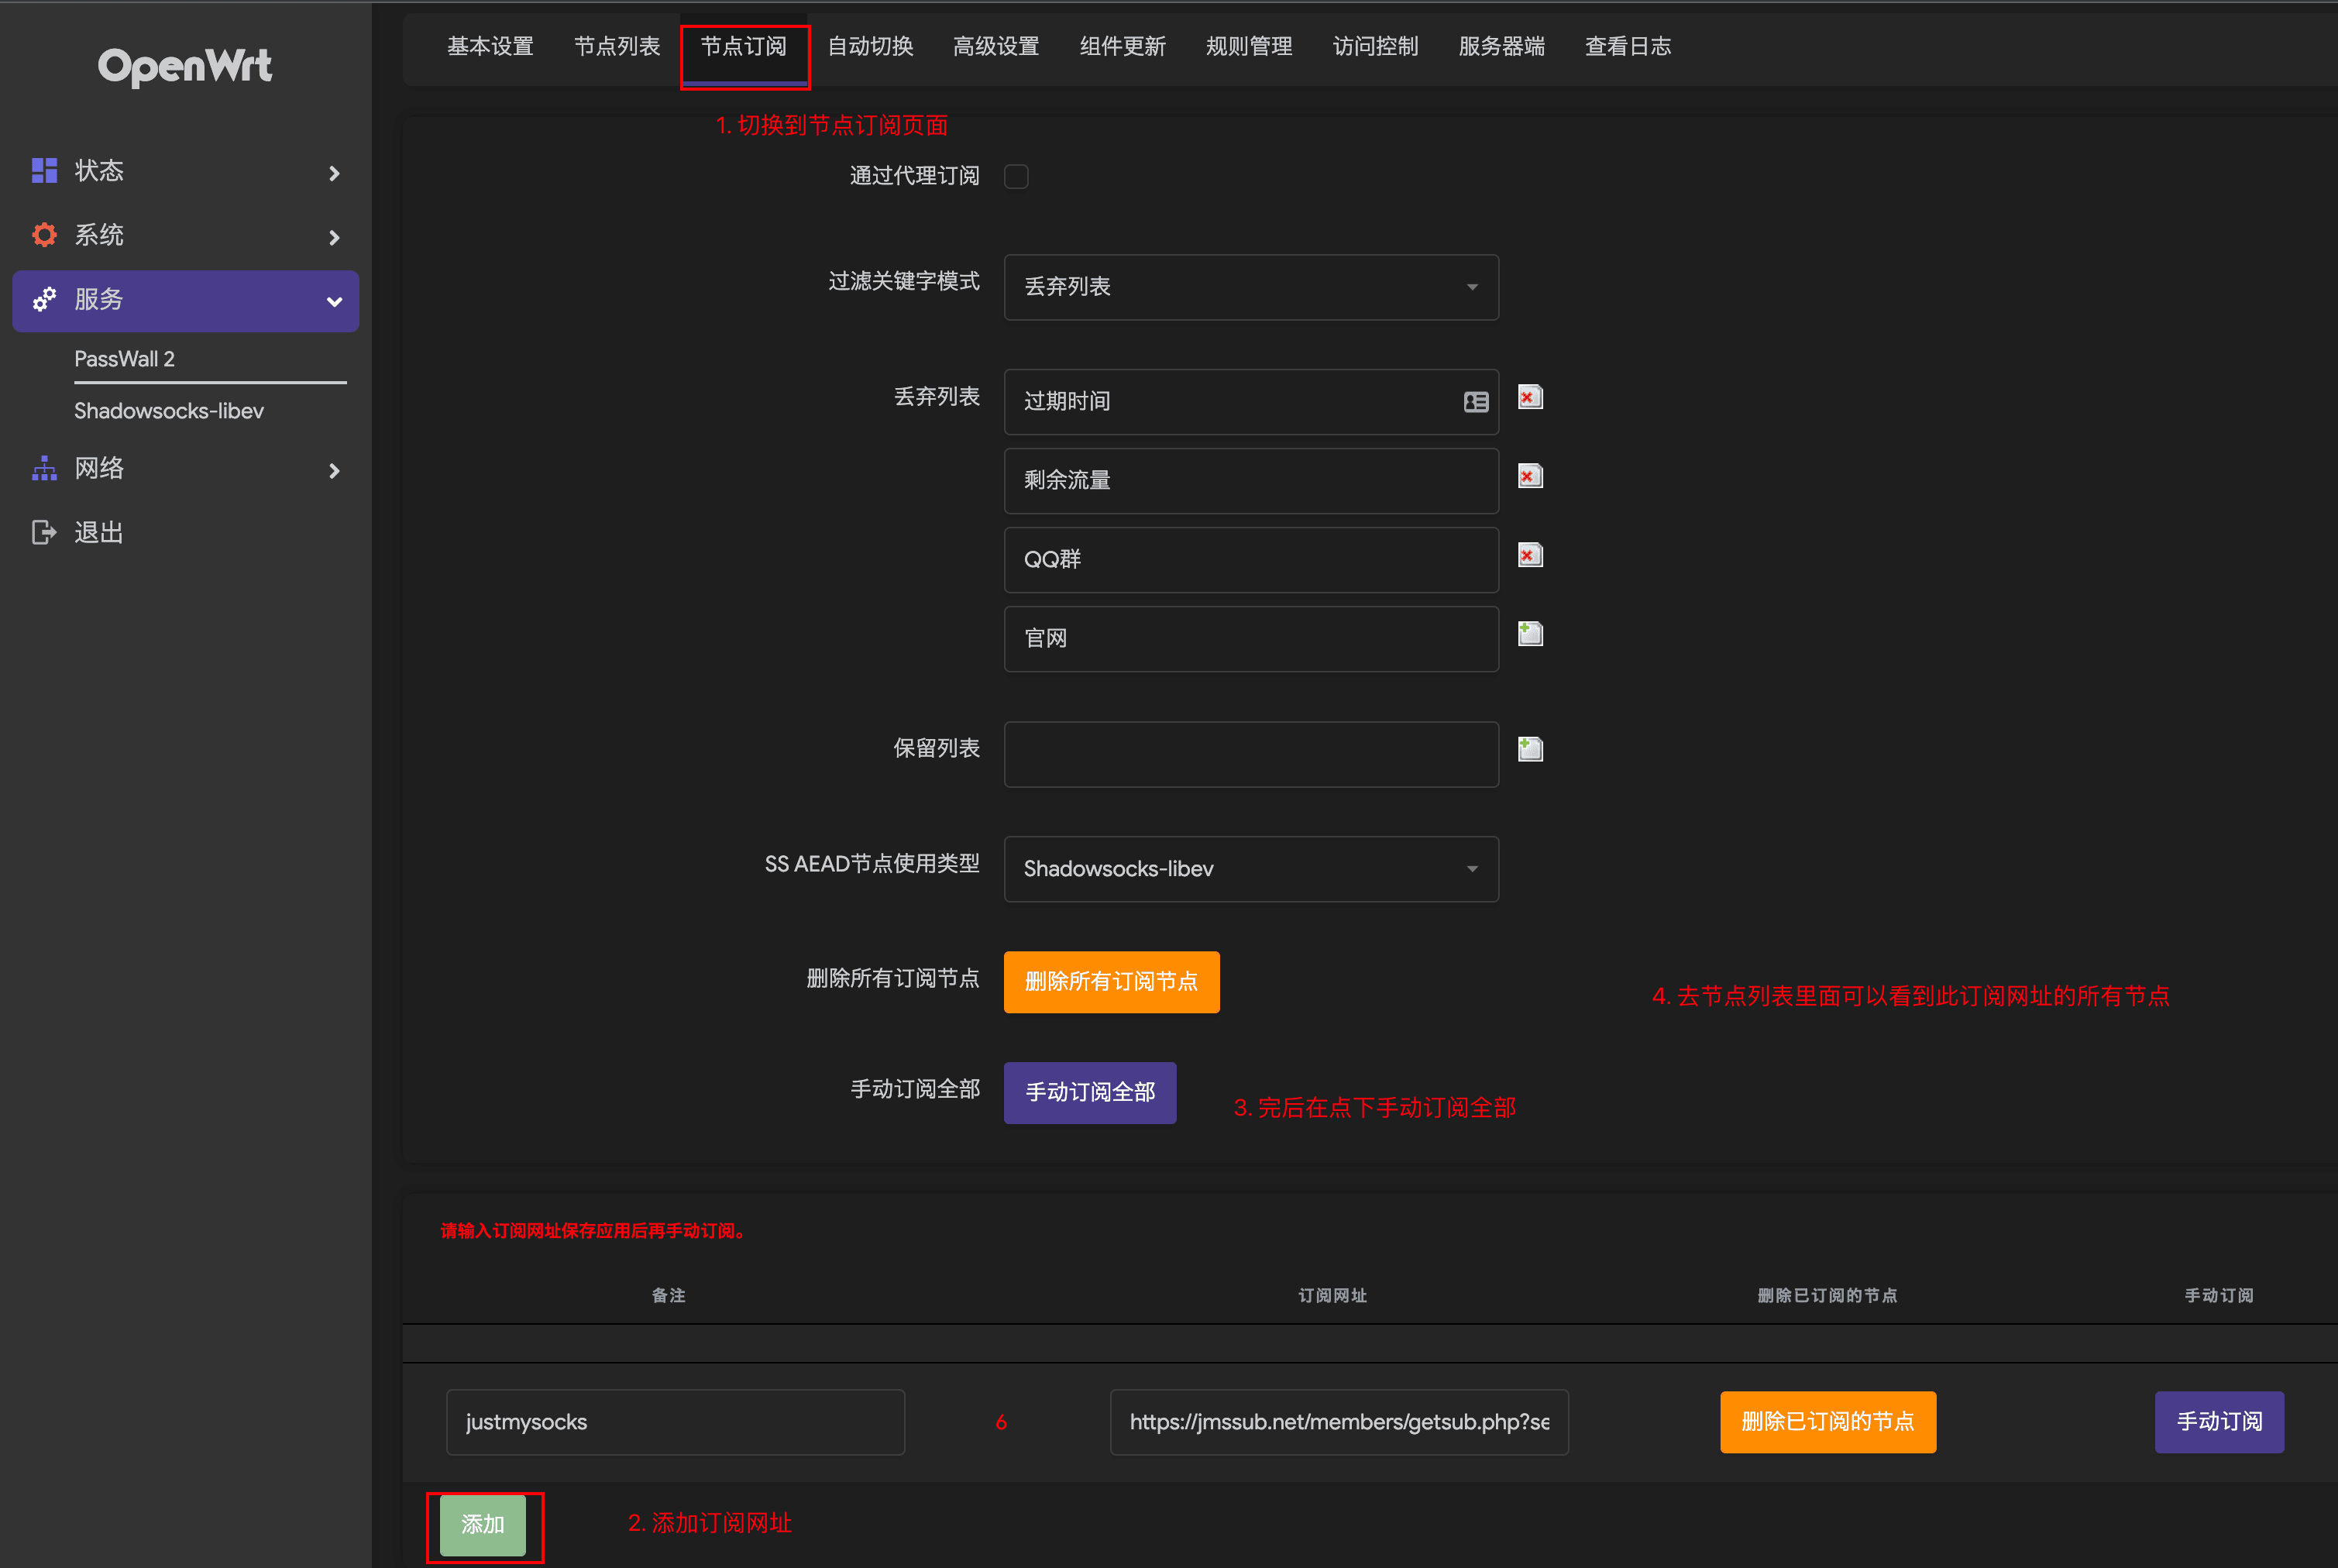 OpenWrt
状态
系统
服务
PassWall 2
Shadowsocks-libev
网络
退出
基本设置 节点列表 节点订阅 自动切换 高级设置 组件更新 规则管理 访问控制 服务器端 查看日志
1. 切换到节点订阅页面
通过代理订阅
过滤关键字模式 丢弃列表
丢弃列表 过期时间
剩余流量
QQ群
官网
保留列表
SS AEAD节点使用类型 Shadowsocks-libev
删除所有订阅节点 删除所有订阅节点
4. 去节点列表里面可以看到此订阅网址的所有节点
手动订阅全部 手动订阅全部
3. 完后在点下手动订阅全部
请输入订阅网址保存应用后再手动订阅。
备注 订阅网址 删除已订阅的节点 手动订阅
justmysocks 6 https://jmssub.net/members/getsub.php?se 删除已订阅的节点 手动订阅
添加 2. 添加订阅网址